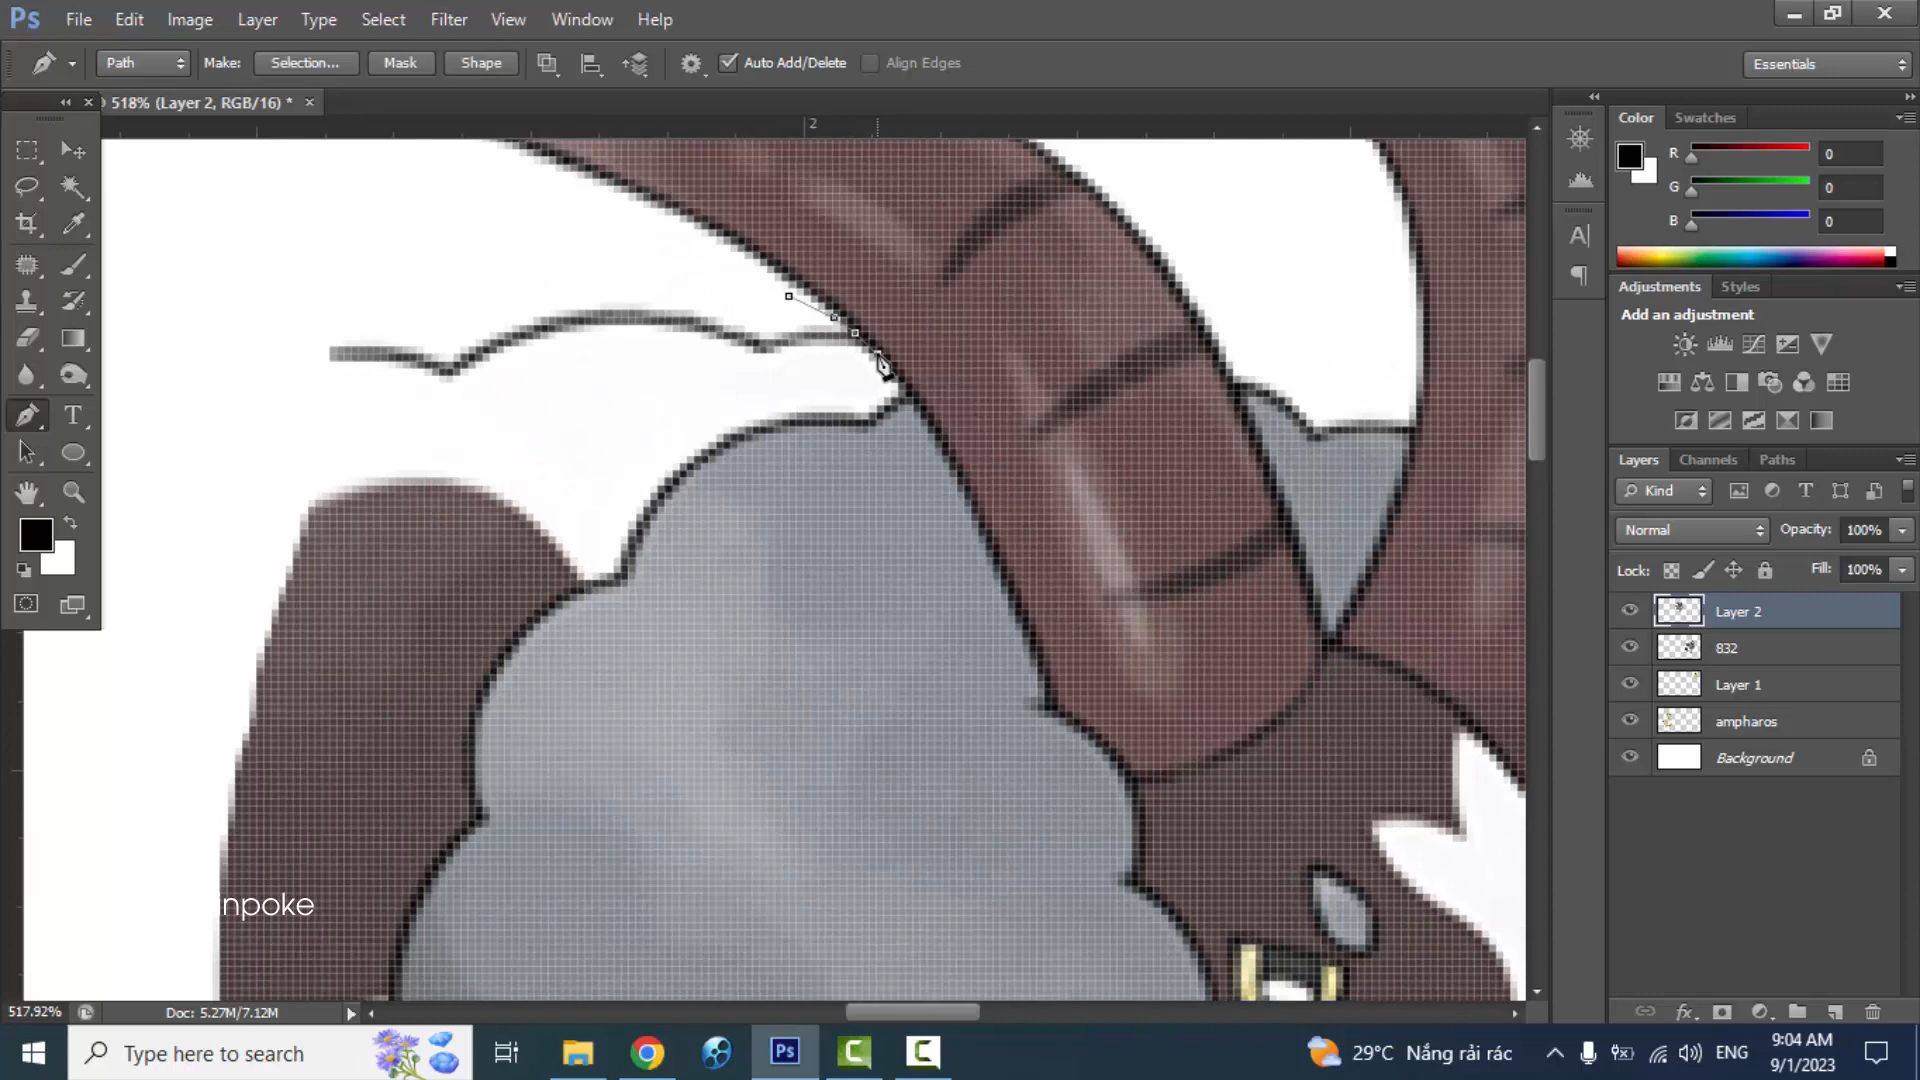 Ps File Edit Image Layer Type Select Filter View Window Help
Path Make: Selection... Mask Shape Auto Add/Delete Align Edges Essentials
518% (Layer 2, RGB/16) *
2
Color Swatches
R 0
G 0
B 0
Adjustments Styles
Add an adjustment
Layers Channels Paths
Kind
Normal Opacity: 100%
Lock: Fill: 100%
Layer 2
832
Layer 1
ampharos
Background
inpoke
517.92% Doc: 5.27M/7.12M
Type here to search
Ps
29°C Nắng rải rác
ENG
9:04 AM
9/1/2023